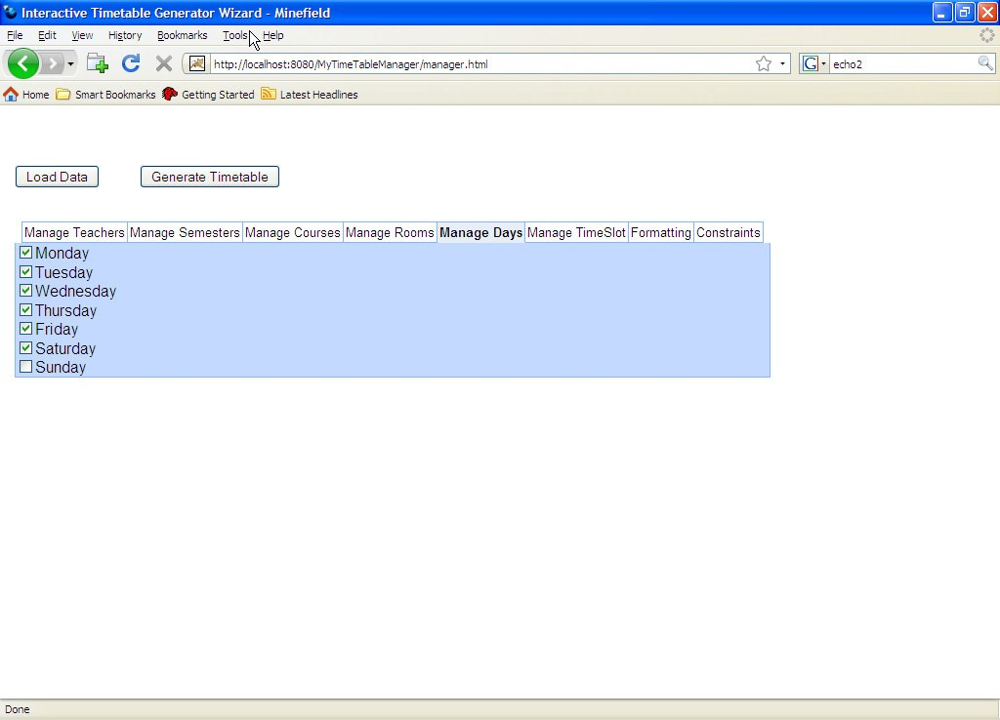 Interactive Timetable Generator Wizard - Minefield
File Edit View History Bookmarks Tools Help
http://localhost:8080/MyTimeTableManager/manager.html G echo2
Home Smart Bookmarks Getting Started Latest Headlines
Load Data Generate Timetable
Manage Teachers Manage Semesters Manage Courses Manage Rooms Manage Days Manage TimeSlot Formatting Constraints
Monday
Tuesday
Wednesday
Thursday
Friday
Saturday
Sunday
Done